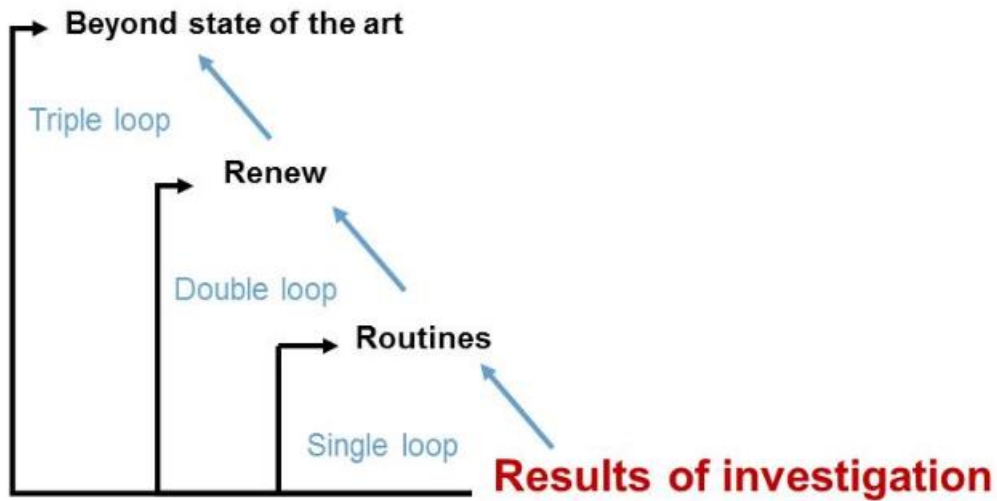 Beyond state of the art
Triple loop
Renew
Double loop
Routines
Single loop
Results of investigation